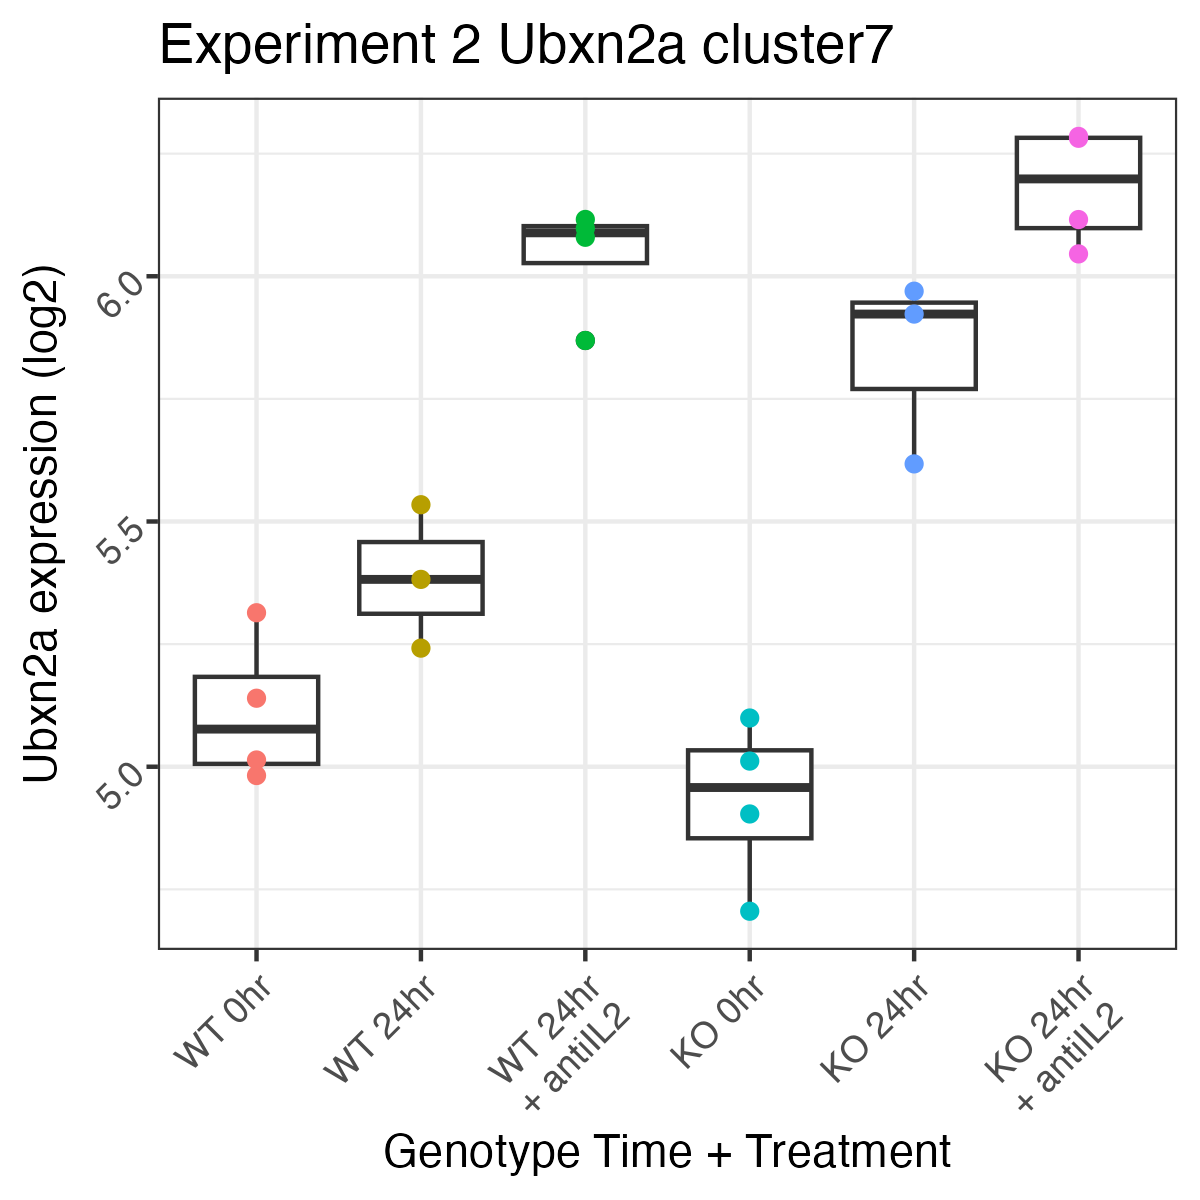 Experiment 2 Ubxn2a cluster7
Ubxn2a expression (log2)
6.0
5.5
5.0
WT 0hr
WT 24hr
WT 24hr
+ antiIL2
KO 0hr
KO 24hr
KO 24hr
+ antiIL2
Genotype Time + Treatment